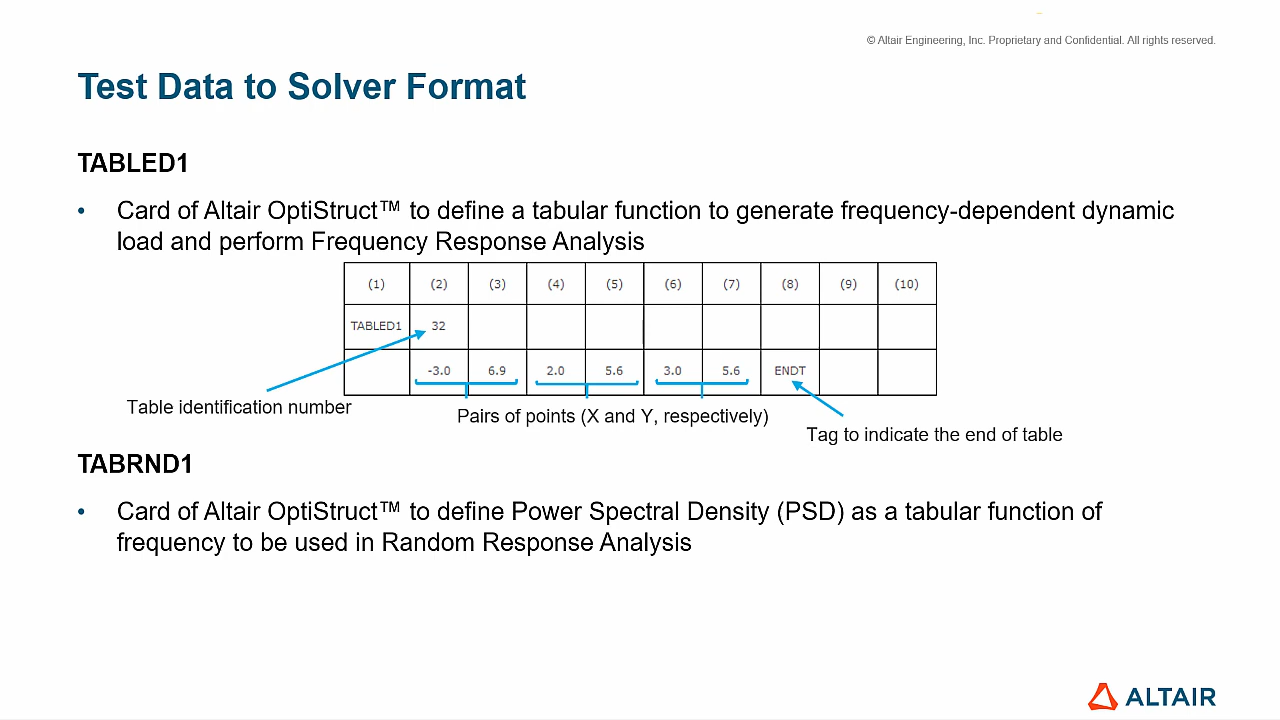 © Altair Engineering, Inc. Proprietary and Confidential. All rights reserved.
Test Data to Solver Format
TABLED1
• Card of Altair OptiStruct™ to define a tabular function to generate frequency-dependent dynamic
load and perform Frequency Response Analysis
(1) (2) (3) (4) (5) (6) (7) (8) (9) (10)
TABLED1 32
-3.0 6.9 2.0 5.6 3.0 5.6 ENDT
Table identification number
Pairs of points (X and Y, respectively)
Tag to indicate the end of table
TABRND1
• Card of Altair OptiStruct™ to define Power Spectral Density (PSD) as a tabular function of
frequency to be used in Random Response Analysis
ALTAIR